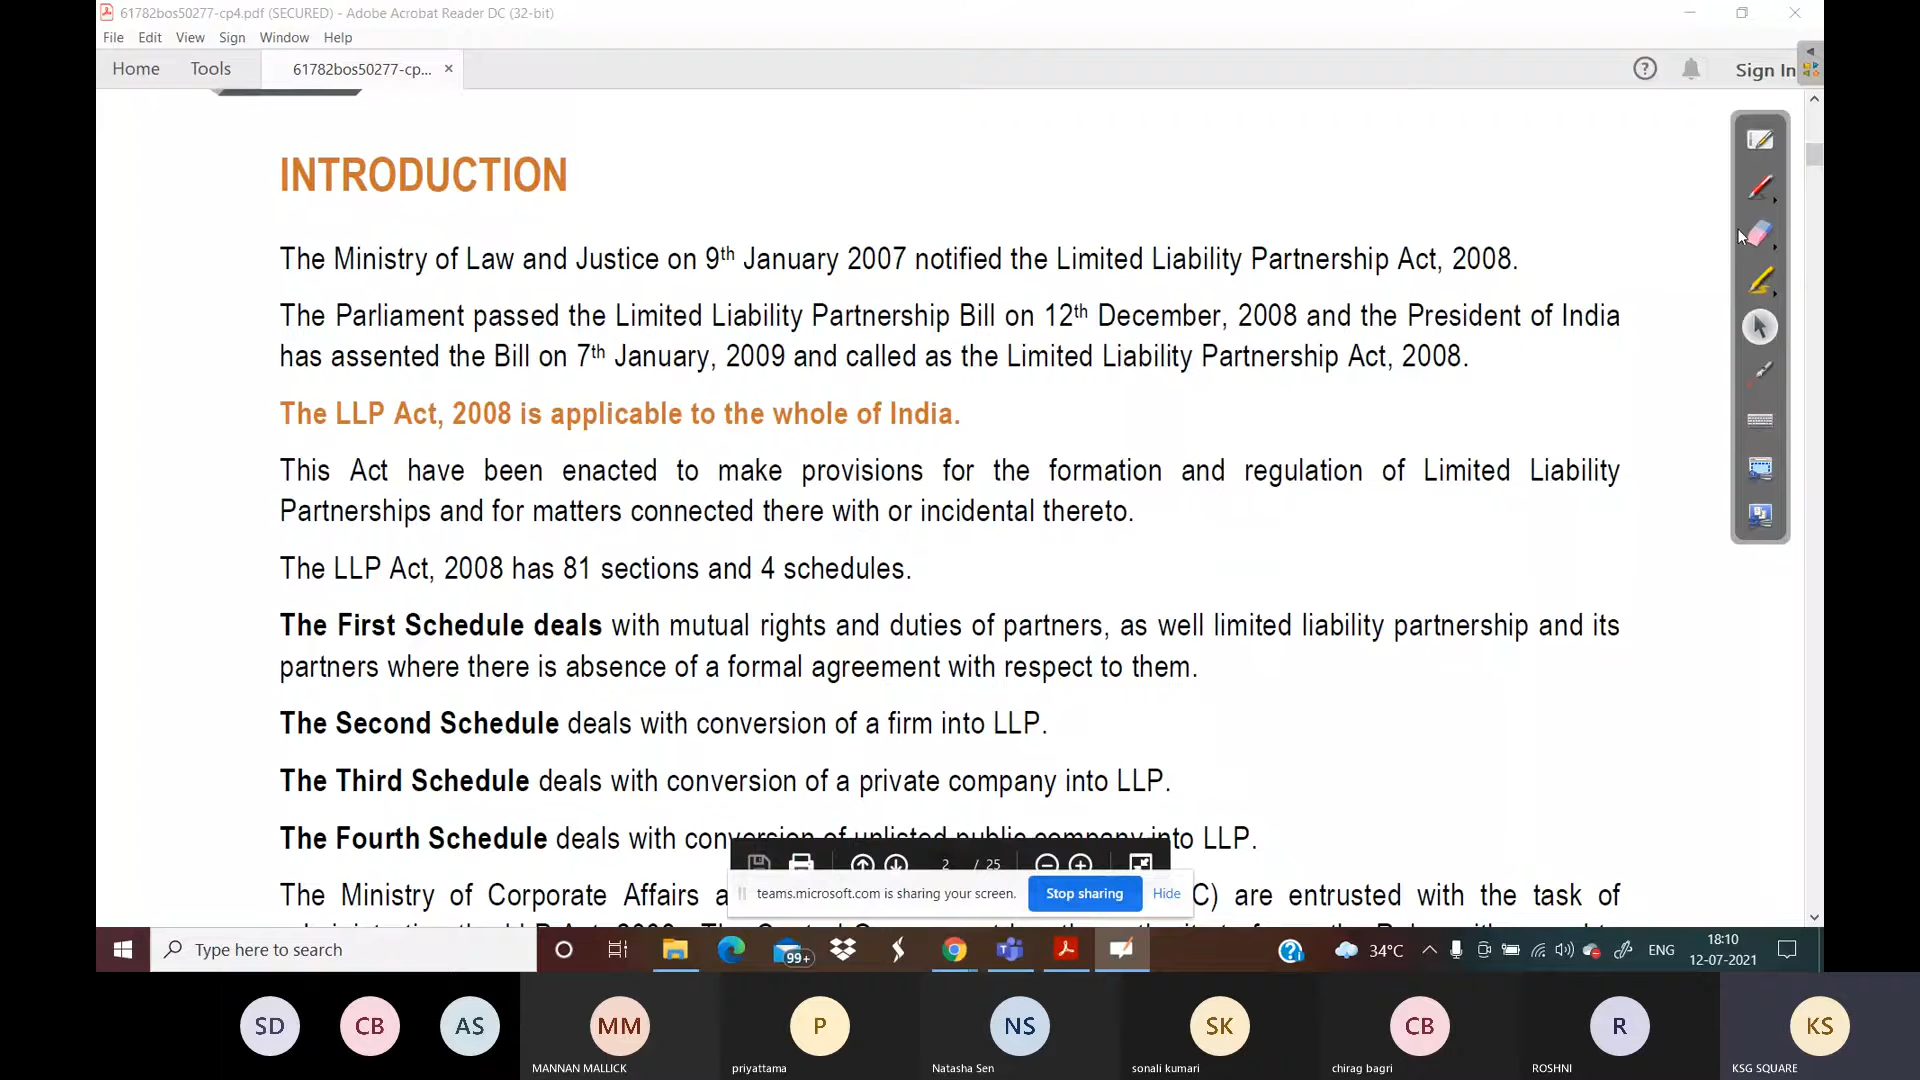 61782bos50277-cp4.pdf (SECURED) - Adobe Acrobat Reader DC (32-bit)
File Edit View Sign Window Help
Home Tools 61782bos50277-cp... × Sign In
INTRODUCTION
The Ministry of Law and Justice on 9th January 2007 notified the Limited Liability Partnership Act, 2008.
The Parliament passed the Limited Liability Partnership Bill on 12th December, 2008 and the President of India
has assented the Bill on 7th January, 2009 and called as the Limited Liability Partnership Act, 2008.
The LLP Act, 2008 is applicable to the whole of India.
This Act have been enacted to make provisions for the formation and regulation of Limited Liability
Partnerships and for matters connected there with or incidental thereto.
The LLP Act, 2008 has 81 sections and 4 schedules.
The First Schedule deals with mutual rights and duties of partners, as well limited liability partnership and its
partners where there is absence of a formal agreement with respect to them.
The Second Schedule deals with conversion of a firm into LLP.
The Third Schedule deals with conversion of a private company into LLP.
The Fourth Schedule deals with conversion of unlisted public company into LLP.
2 / 25
The Ministry of Corporate Affairs a C) are entrusted with the task of
teams.microsoft.com is sharing your screen. Stop sharing Hide
Type here to search 99+ 34°C ENG 18:10
12-07-2021
SD CB AS MM P NS SK CB R KS
MANNAN MALLICK priyattama Natasha Sen sonali kumari chirag bagri ROSHNI KSG SQUARE